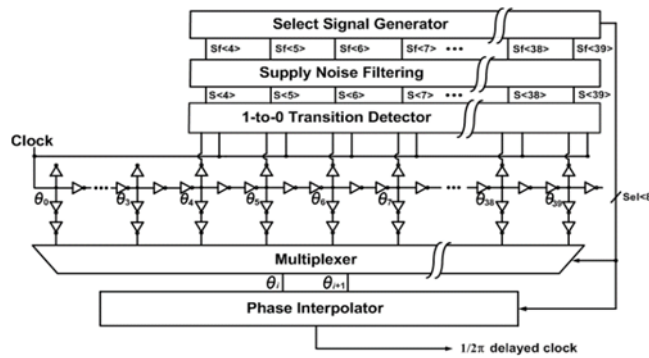 Select Signal Generator
Sf<4> Sf<5> Sf<6> Sf<7> ••• Sf<38> Sf<39>
Supply Noise Filtering
S<4> S<5> S<6> S<7> ••• S<38> S<39>
1-to-0 Transition Detector
Clock
••• •••
θ0 θ3 θ4 θ5 θ6 θ7 θ38 θ39
Sel<8
Multiplexer
θi θi+1
Phase Interpolator
1/2π delayed clock